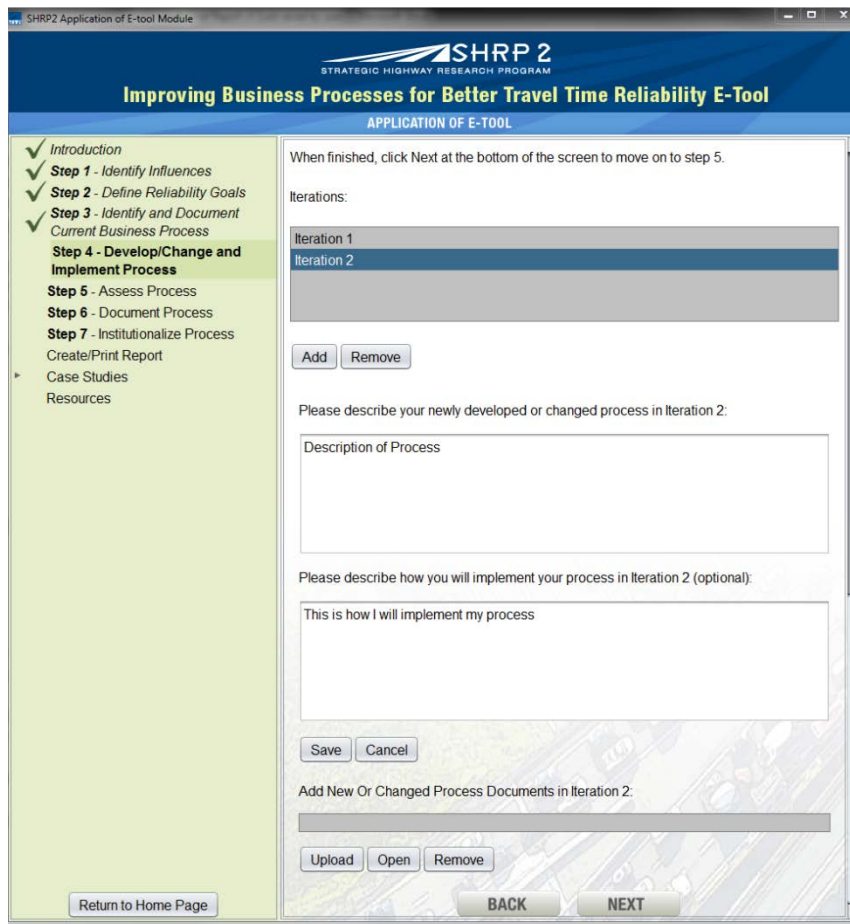 SHRP2 Application of E-tool Module
SHRP 2
STRATEGIC HIGHWAY RESEARCH PROGRAM
Improving Business Processes for Better Travel Time Reliability E-Tool
APPLICATION OF E-TOOL
Introduction
Step 1 - Identify Influences
Step 2 - Define Reliability Goals
Step 3 - Identify and Document
Current Business Process
Step 4 - Develop/Change and
Implement Process
Step 5 - Assess Process
Step 6 - Document Process
Step 7 - Institutionalize Process
Create/Print Report
Case Studies
Resources
Return to Home Page
When finished, click Next at the bottom of the screen to move on to step 5.
Iterations:
Iteration 1
Iteration 2
Add Remove
Please describe your newly developed or changed process in Iteration 2:
Description of Process
Please describe how you will implement your process in Iteration 2 (optional):
This is how I will implement my process
Save Cancel
Add New Or Changed Process Documents in Iteration 2:
Upload Open Remove
BACK NEXT